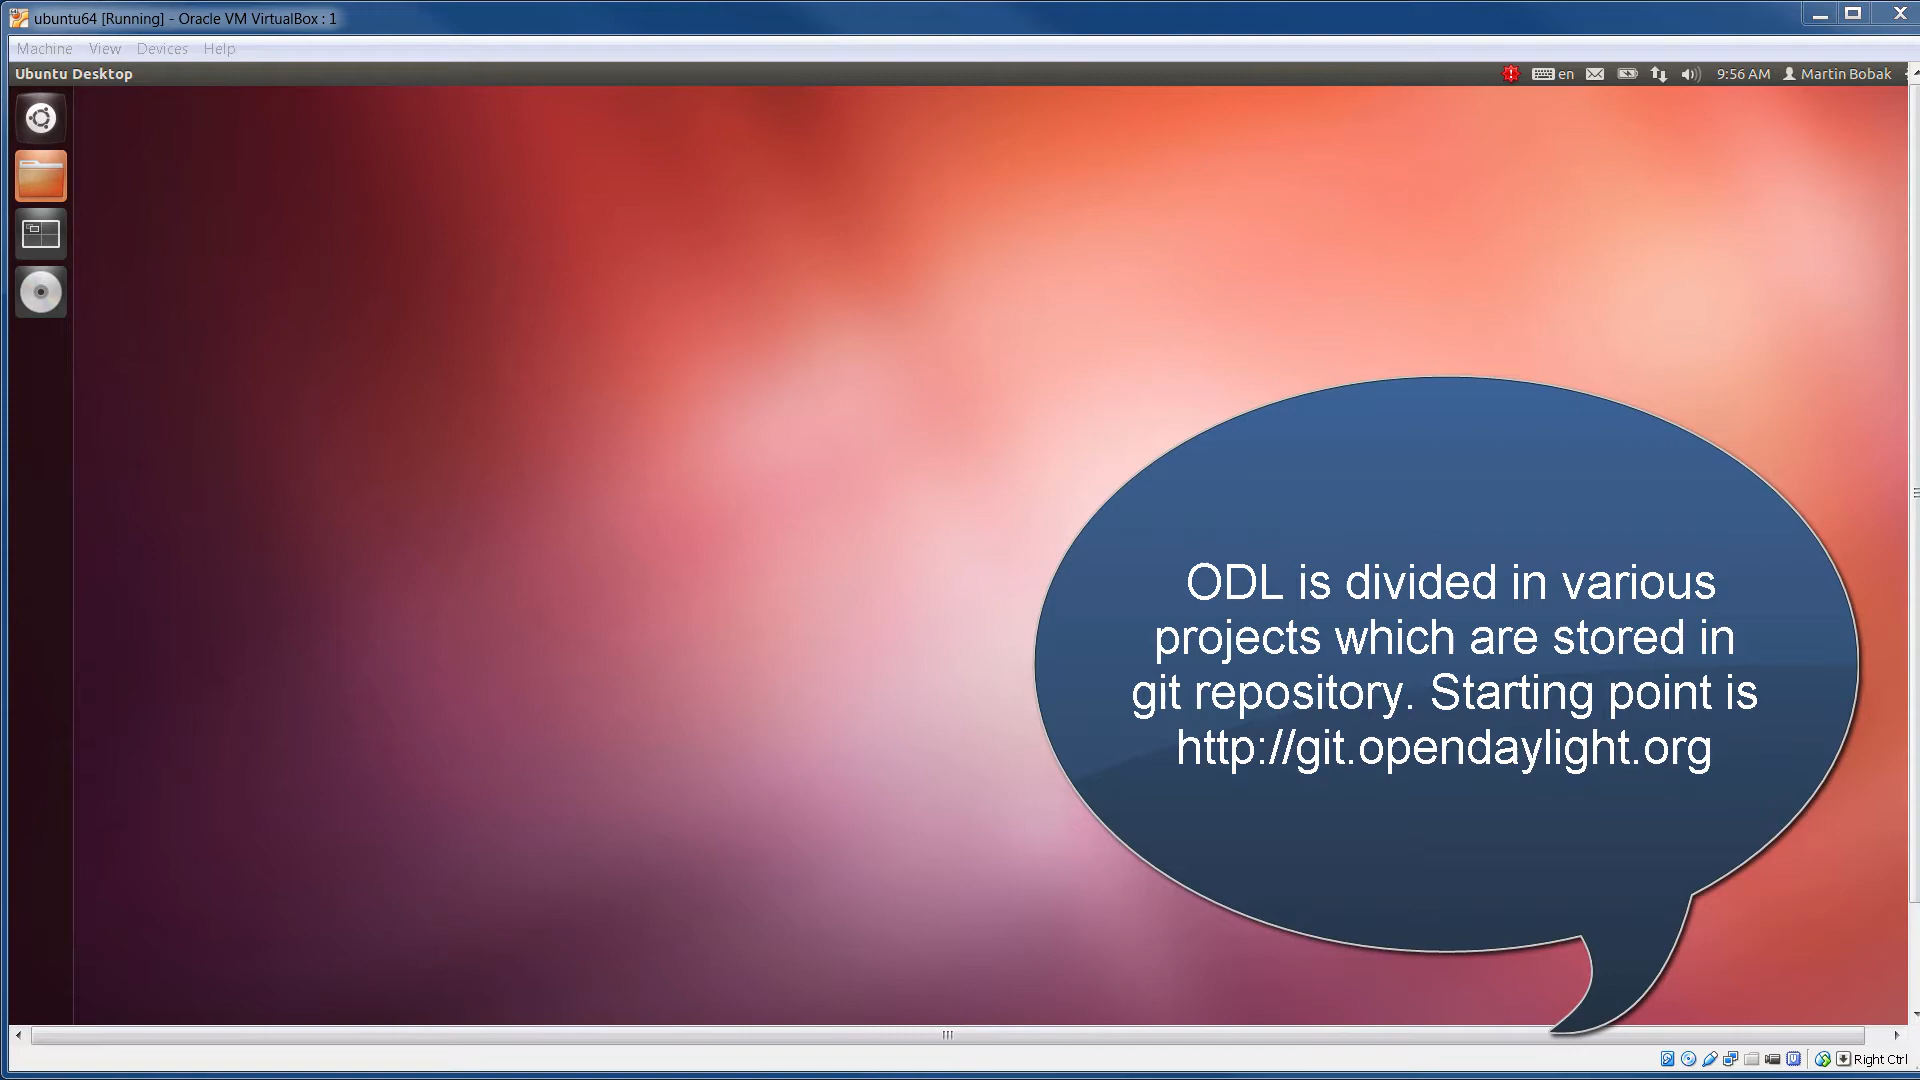 ubuntu64 [Running] - Oracle VM VirtualBox : 1
Machine View Devices Help
Ubuntu Desktop
en
9:56 AM
Martin Bobak
ODL is divided in various
projects which are stored in
git repository. Starting point is
http://git.opendaylight.org
Right Ctrl